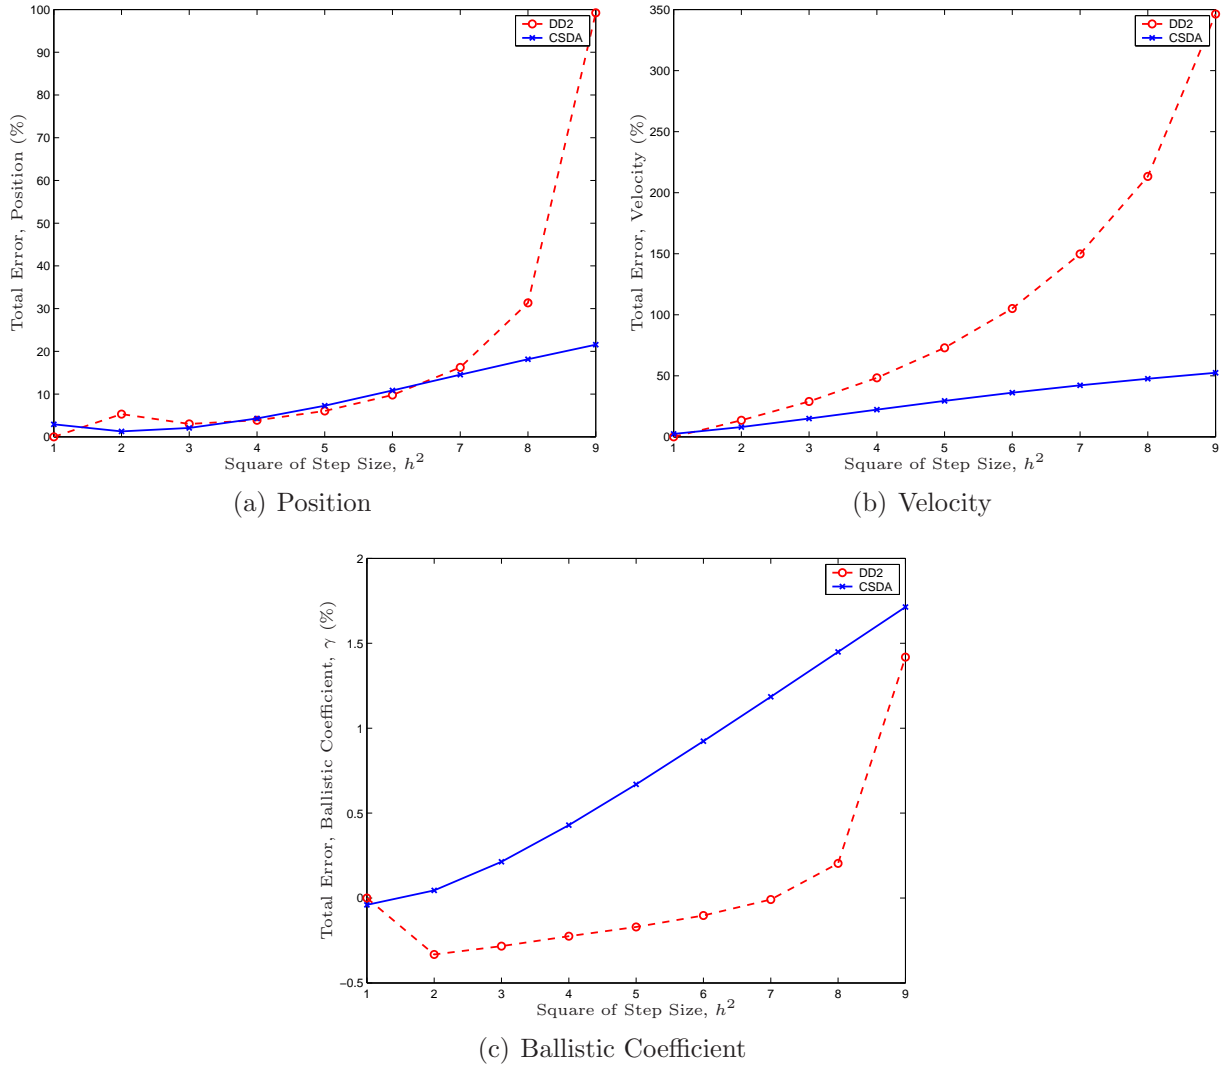 100
90
80
70
60
50
40
30
20
10
0
Total Error, Position (%)
DD2
CSDA
1 2 3 4 5 6 7 8 9
Square of Step Size, h²
(a) Position
350
300
250
200
150
100
50
0
Total Error, Velocity (%)
DD2
CSDA
1 2 3 4 5 6 7 8 9
Square of Step Size, h²
(b) Velocity
2
1.5
1
0.5
0
−0.5
Total Error, Ballistic Coefficient, γ (%)
DD2
CSDA
1 2 3 4 5 6 7 8 9
Square of Step Size, h²
(c) Ballistic Coefficient